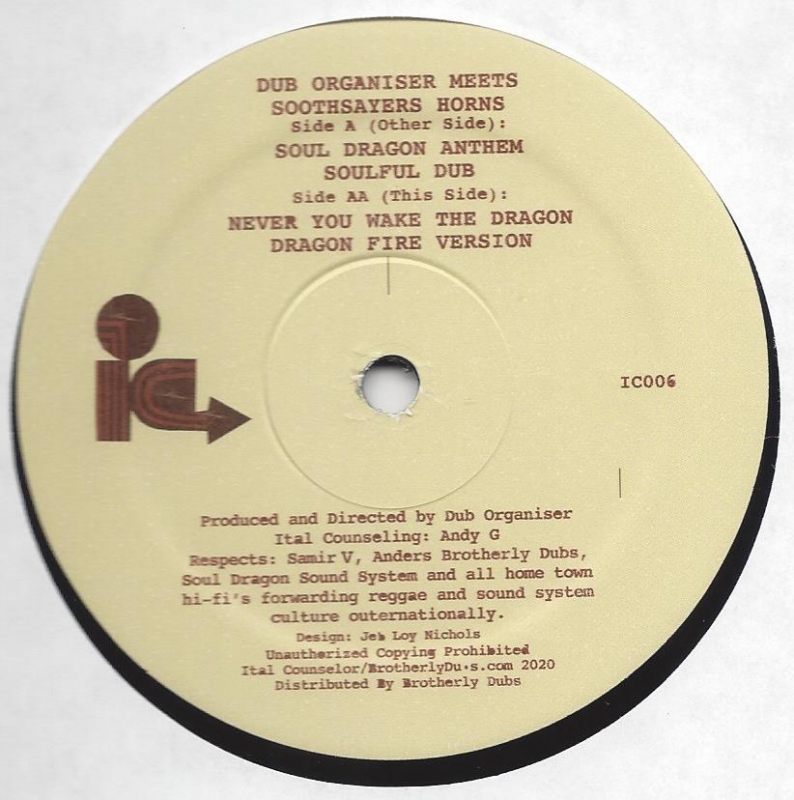 DUB ORGANISER MEETS
SOOTHSAYERS HORNS
Side A (Other Side):
SOUL DRAGON ANTHEM
SOULFUL DUB
Side AA (This Side):
NEVER YOU WAKE THE DRAGON
DRAGON FIRE VERSION
ic
IC006
Produced and Directed by Dub Organiser
Ital Counseling: Andy G
Respects: Samir V, Anders Brotherly Dubs,
Soul Dragon Sound System and all home town
hi-fi's forwarding reggae and sound system
culture outernationally.
Design: Jeb Loy Nichols
Unauthorized Copying Prohibited
Ital Counselor/BrotherlyDubs.com 2020
Distributed By Brotherly Dubs